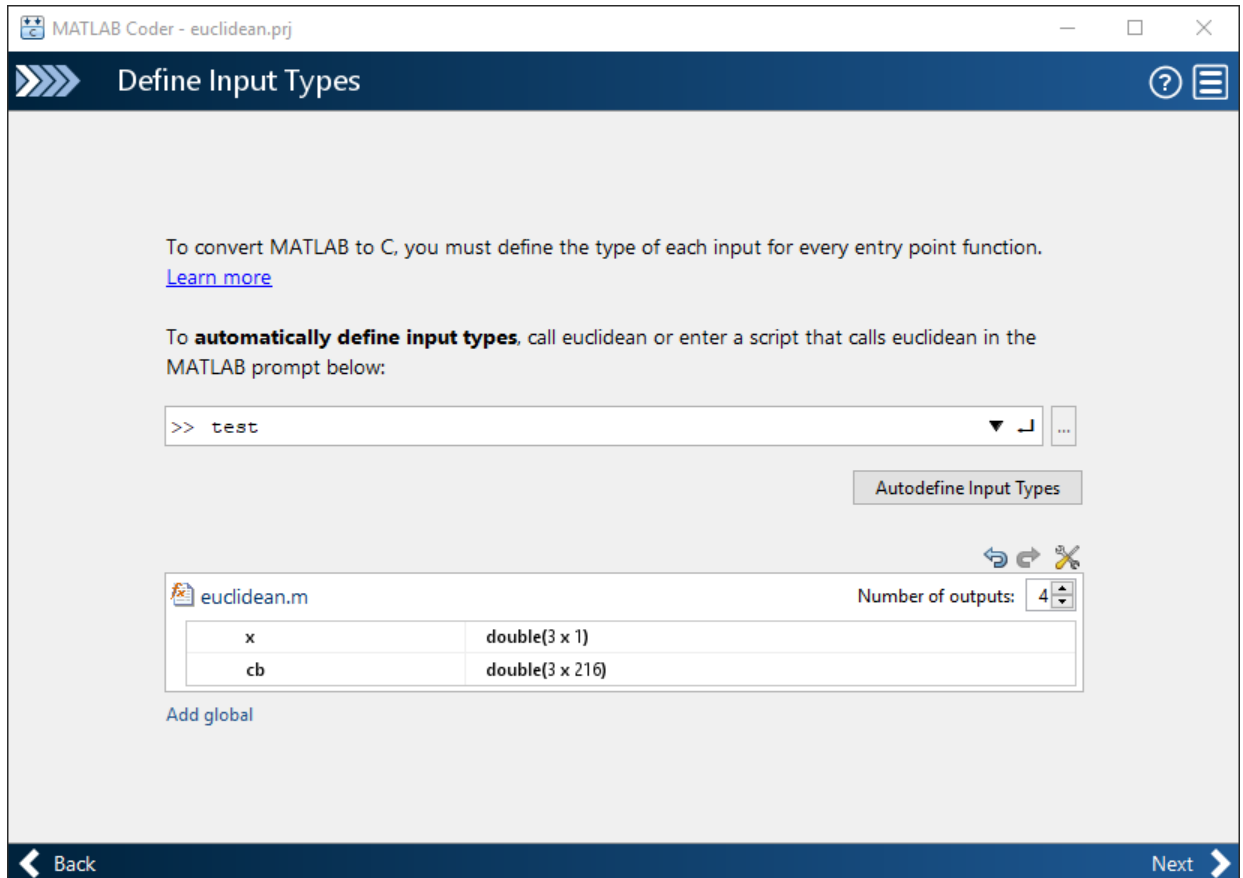 MATLAB Coder - euclidean.prj
Define Input Types
To convert MATLAB to C, you must define the type of each input for every entry point function.
Learn more
To automatically define input types, call euclidean or enter a script that calls euclidean in the
MATLAB prompt below:
>> test
...
Autodefine Input Types
euclidean.m Number of outputs: 4
x double(3 x 1)
cb double(3 x 216)
Add global
Back Next